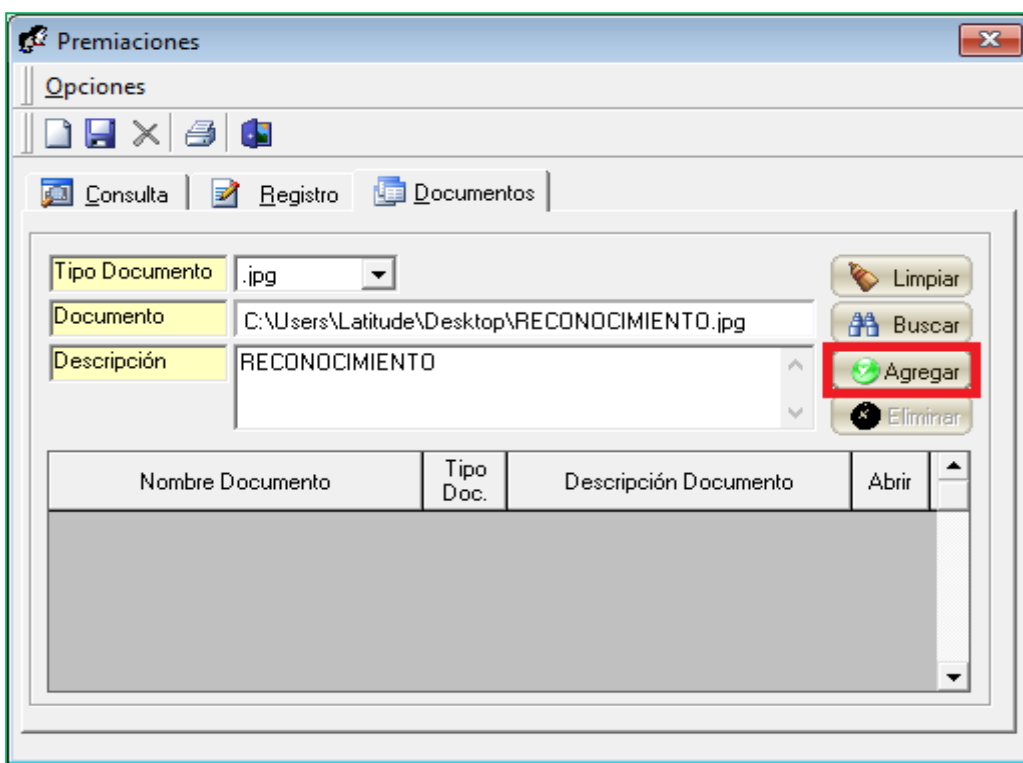 Premiaciones
Opciones
Consulta Registro Documentos
Tipo Documento .jpg Limpiar
Documento C:\Users\Latitude\Desktop\RECONOCIMIENTO.jpg Buscar
Descripción RECONOCIMIENTO Agregar
Eliminar
Nombre Documento Tipo Doc. Descripción Documento Abrir